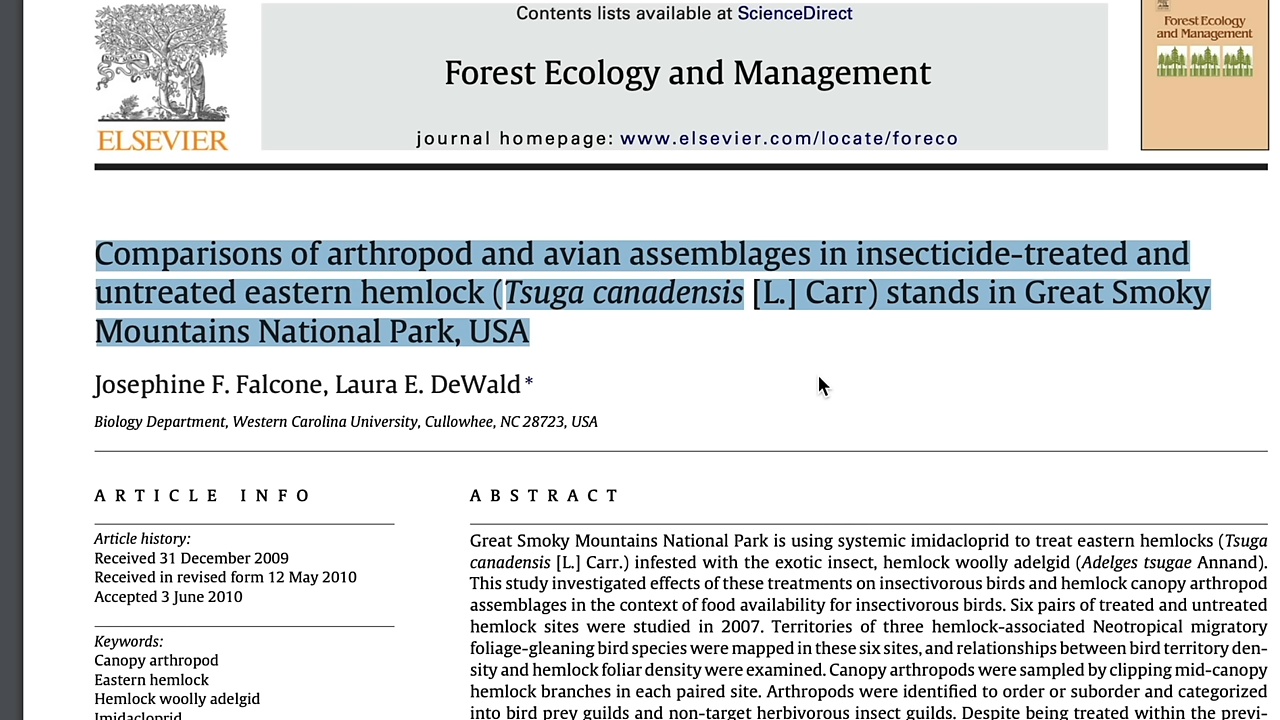 Contents lists available at ScienceDirect
Forest Ecology and Management
journal homepage: www.elsevier.com/locate/foreco
ELSEVIER
Forest Ecology
and Management
Comparisons of arthropod and avian assemblages in insecticide-treated and
untreated eastern hemlock (Tsuga canadensis [L.] Carr) stands in Great Smoky
Mountains National Park, USA
Josephine F. Falcone, Laura E. DeWald *
Biology Department, Western Carolina University, Cullowhee, NC 28723, USA
ARTICLE INFO
Article history:
Received 31 December 2009
Received in revised form 12 May 2010
Accepted 3 June 2010
Keywords:
Canopy arthropod
Eastern hemlock
Hemlock woolly adelgid
Imidacloprid
ABSTRACT
Great Smoky Mountains National Park is using systemic imidacloprid to treat eastern hemlocks (Tsuga
canadensis [L.] Carr.) infested with the exotic insect, hemlock woolly adelgid (Adelges tsugae Annand).
This study investigated effects of these treatments on insectivorous birds and hemlock canopy arthropod
assemblages in the context of food availability for insectivorous birds. Six pairs of treated and untreated
hemlock sites were studied in 2007. Territories of three hemlock-associated Neotropical migratory
foliage-gleaning bird species were mapped in these six sites, and relationships between bird territory den-
sity and hemlock foliar density were examined. Canopy arthropods were sampled by clipping mid-canopy
hemlock branches in each paired site. Arthropods were identified to order or suborder and categorized
into bird prey guilds and non-target herbivorous insect guilds. Despite being treated within the previ-